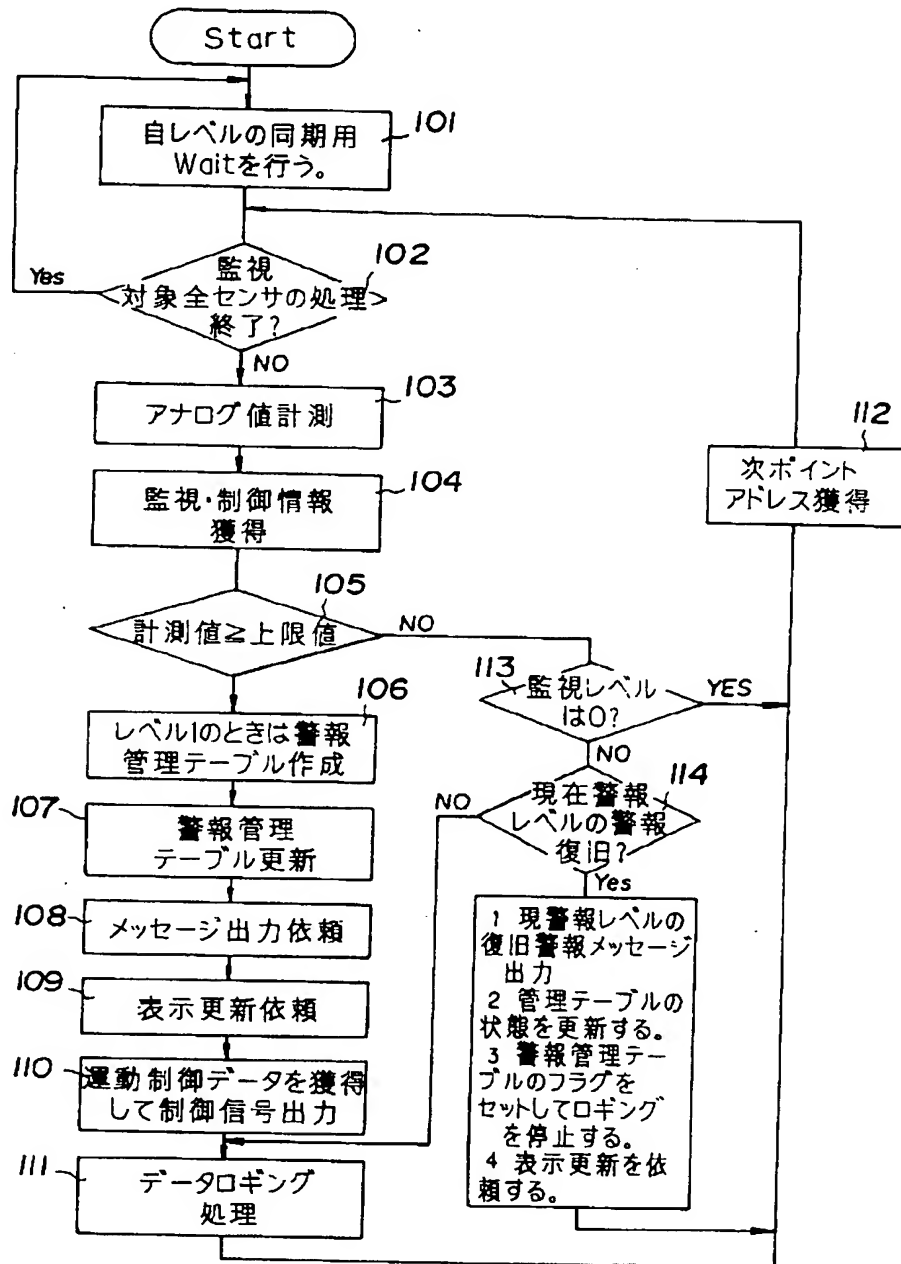 Start
101
自レベルの同期用
Waitを行う。
Yes
102
監視
対象全センサの処理
終了?
NO
103
アナログ値計測
104
監視・制御情報
獲得
112
次ポイント
アドレス獲得
105
計測値≧上限値
NO
113
監視レベル
は0?
YES
NO
106
レベル1のときは警報
管理テーブル作成
114
現在警報
レベルの警報
復旧?
NO
Yes
107
警報管理
テーブル更新
108
メッセージ出力依頼
109
表示更新依頼
110
運動制御データを獲得
して制御信号出力
111
データロギング
処理
1 現警報レベルの
復旧警報メッセージ
出力
2 管理テーブルの
状態を更新する。
3 警報管理テー
ブルのフラグを
セットしてロギング
を停止する。
4 表示更新を依
頼する。